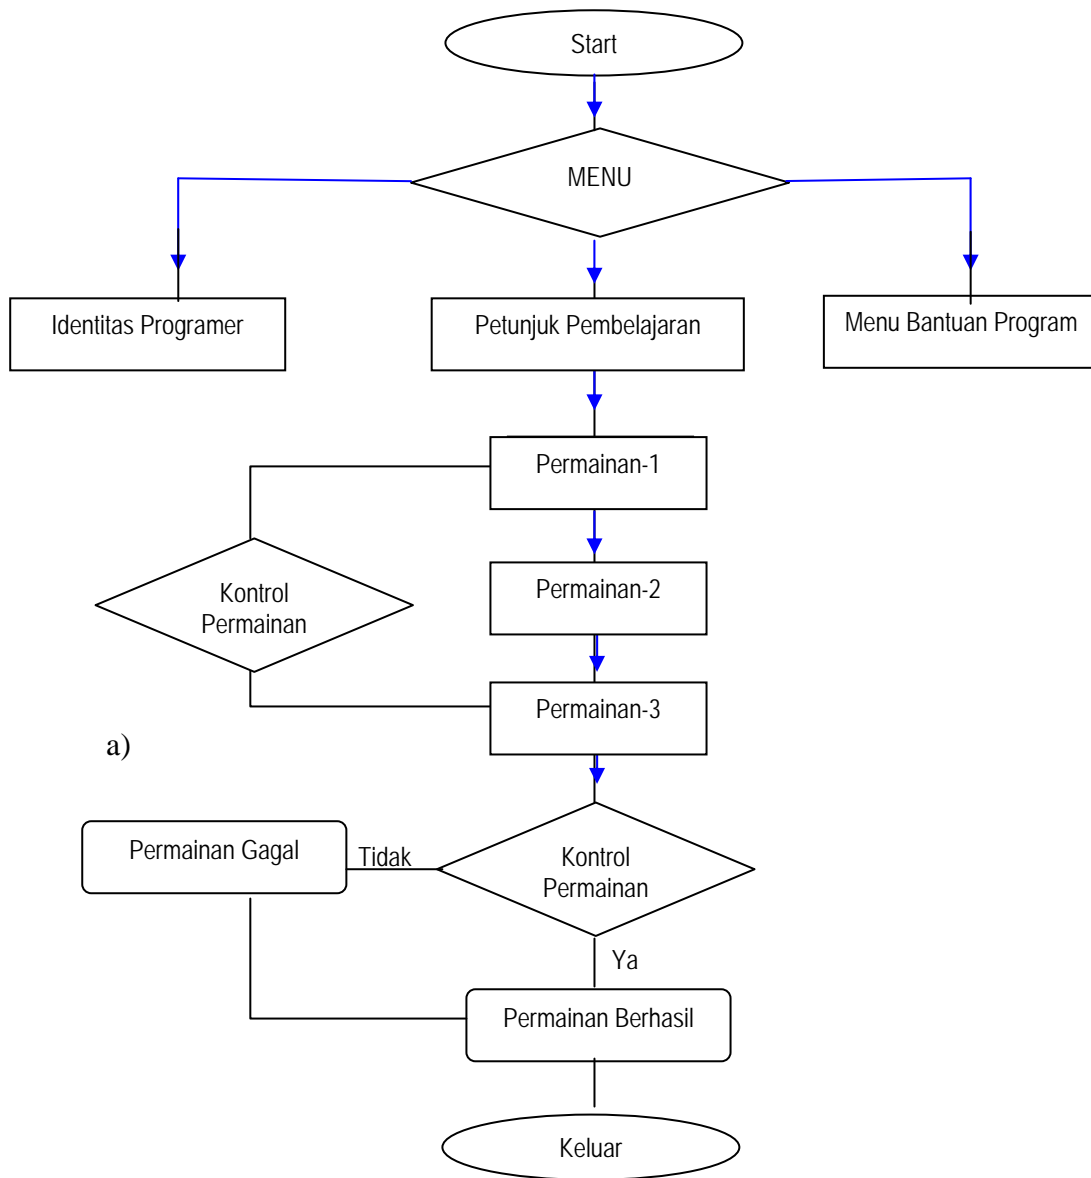 Start
MENU
Identitas Programer
Petunjuk Pembelajaran
Menu Bantuan Program
Permainan-1
Kontrol
Permainan
Permainan-2
Permainan-3
a)
Permainan Gagal
Tidak
Kontrol
Permainan
Ya
Permainan Berhasil
Keluar